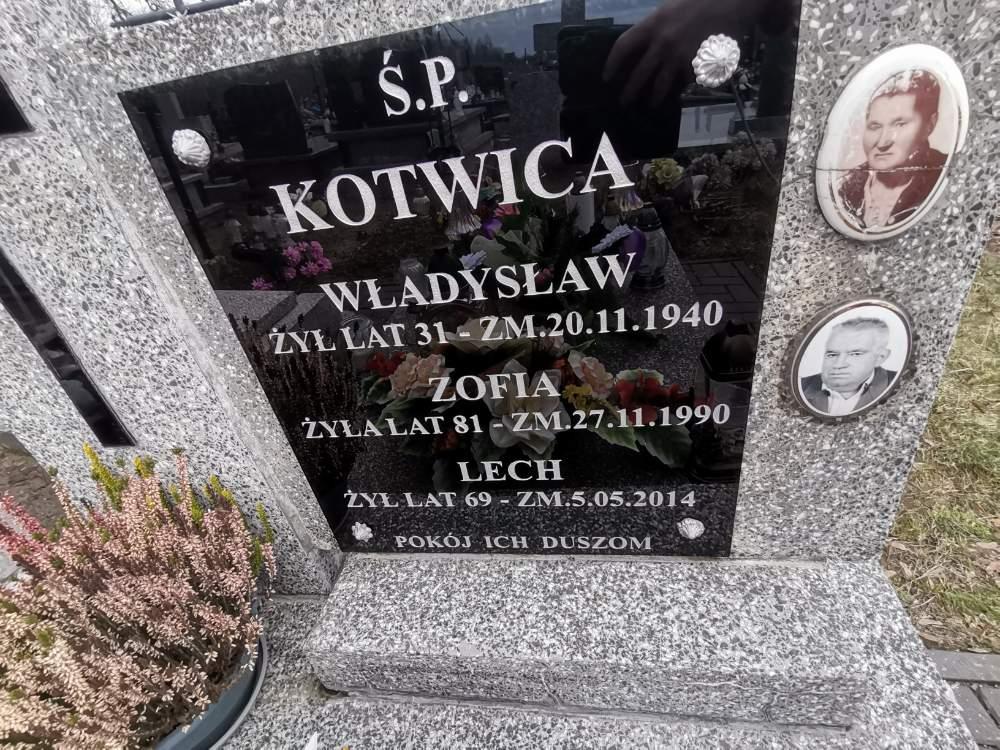 Ś.P.
KOTWICA
WŁADYSŁAW
ŻYŁ LAT 31 - ZM.20.11.1940
ZOFIA
ŻYŁA LAT 81 - ZM.27.11.1990
LECH
ŻYŁ LAT 69 - ZM.5.05.2014
POKÓJ ICH DUSZOM